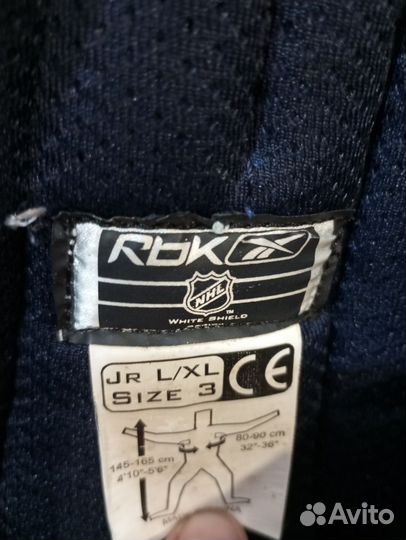 RbK
NHL
TM
WHITE SHIELD
JR L/XL
SIZE 3
CE
145-165 cm
4'10"-5'6"
80-90 cm
32"-36"
Avito